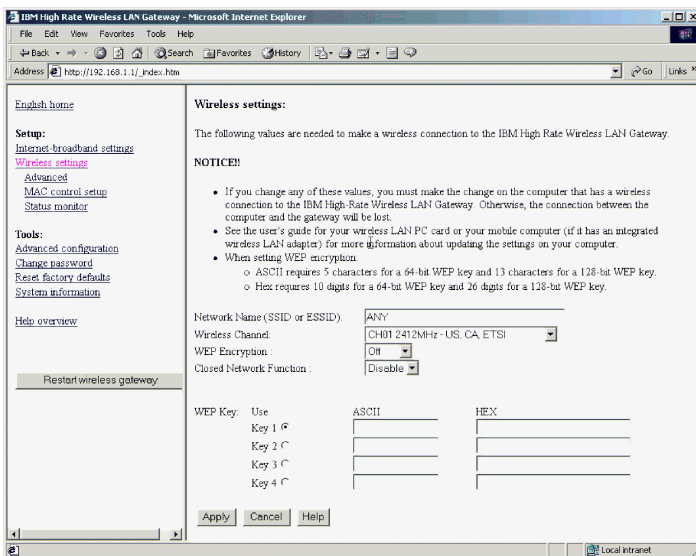 IBM High Rate Wireless LAN Gateway - Microsoft Internet Explorer
File Edit View Favorites Tools Help
Back Search Favorites History
Address http://192.168.1.1/_index.htm Go Links
English home
Setup:
Internet-broadband settings
Wireless settings
Advanced
MAC control setup
Status monitor
Tools:
Advanced configuration
Change password
Reset factory defaults
System information
Help overview
Restart wireless gateway
Wireless settings:
The following values are needed to make a wireless connection to the IBM High Rate Wireless LAN Gateway.
NOTICE!!
If you change any of these values, you must make the change on the computer that has a wireless
connection to the IBM High-Rate Wireless LAN Gateway. Otherwise, the connection between the
computer and the gateway will be lost.
See the user's guide for your wireless LAN PC card or your mobile computer (if it has an integrated
wireless LAN adapter) for more information about updating the settings on your computer.
When setting WEP encryption:
ASCII requires 5 characters for a 64-bit WEP key and 13 characters for a 128-bit WEP key.
Hex requires 10 digits for a 64-bit WEP key and 26 digits for a 128-bit WEP key.
Network Name (SSID or ESSID): ANY
Wireless Channel: CH01 2412MHz - US, CA, ETSI
WEP Encryption : Off
Closed Network Function : Disable
WEP Key: Use ASCII HEX
Key 1
Key 2
Key 3
Key 4
Apply Cancel Help
Local intranet